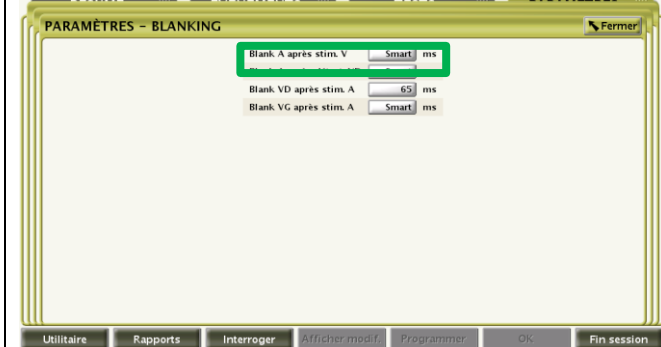 PARAMÈTRES - BLANKING
Fermer
Blank A après stim. V Smart ms
Blank VD après stim. A 65 ms
Blank VG après stim. A Smart ms
Utilitaire Rapports Interroger Afficher modif. Programmer OK Fin session